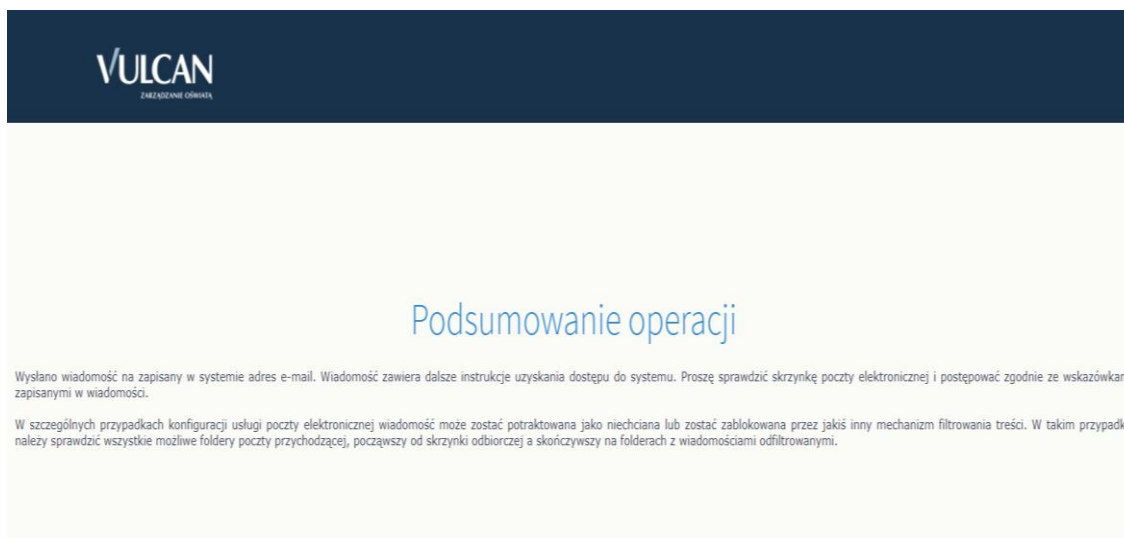 VULCAN
ZARZĄDZANIE OŚWIATĄ
Podsumowanie operacji
Wysłano wiadomość na zapisany w systemie adres e-mail. Wiadomość zawiera dalsze instrukcje uzyskania dostępu do systemu. Proszę sprawdzić skrzynkę poczty elektronicznej i postępować zgodnie ze wskazówkam
zapisanymi w wiadomości.
W szczególnych przypadkach konfiguracji usługi poczty elektronicznej wiadomość może zostać potraktowana jako niechciana lub zostać zablokowana przez jakiś inny mechanizm filtrowania treści. W takim przypadk
należy sprawdzić wszystkie możliwe foldery poczty przychodzącej, począwszy od skrzynki odbiorczej a skończywszy na folderach z wiadomościami odfiltrowanymi.